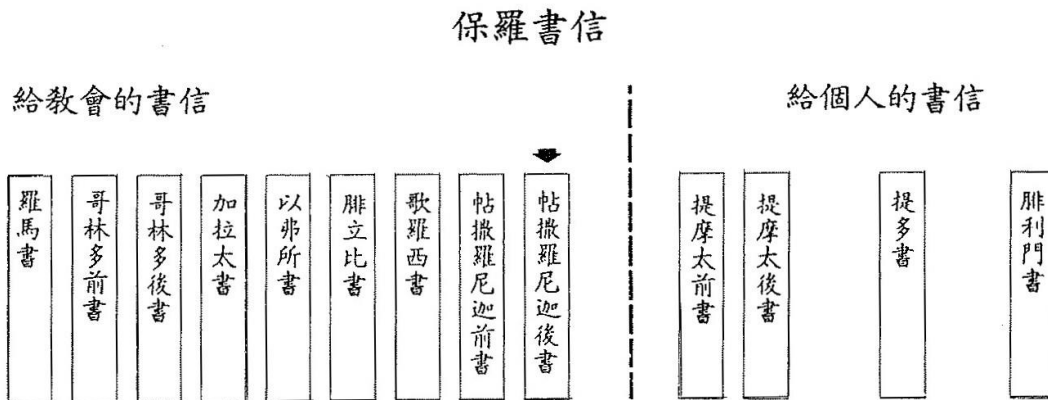 保羅書信
給教會的書信
給個人的書信
羅馬書
哥林多前書
哥林多後書
加拉太書
以弗所書
腓立比書
歌羅西書
帖撒羅尼迦前書
帖撒羅尼迦後書
提摩太前書
提摩太後書
提多書
腓利門書